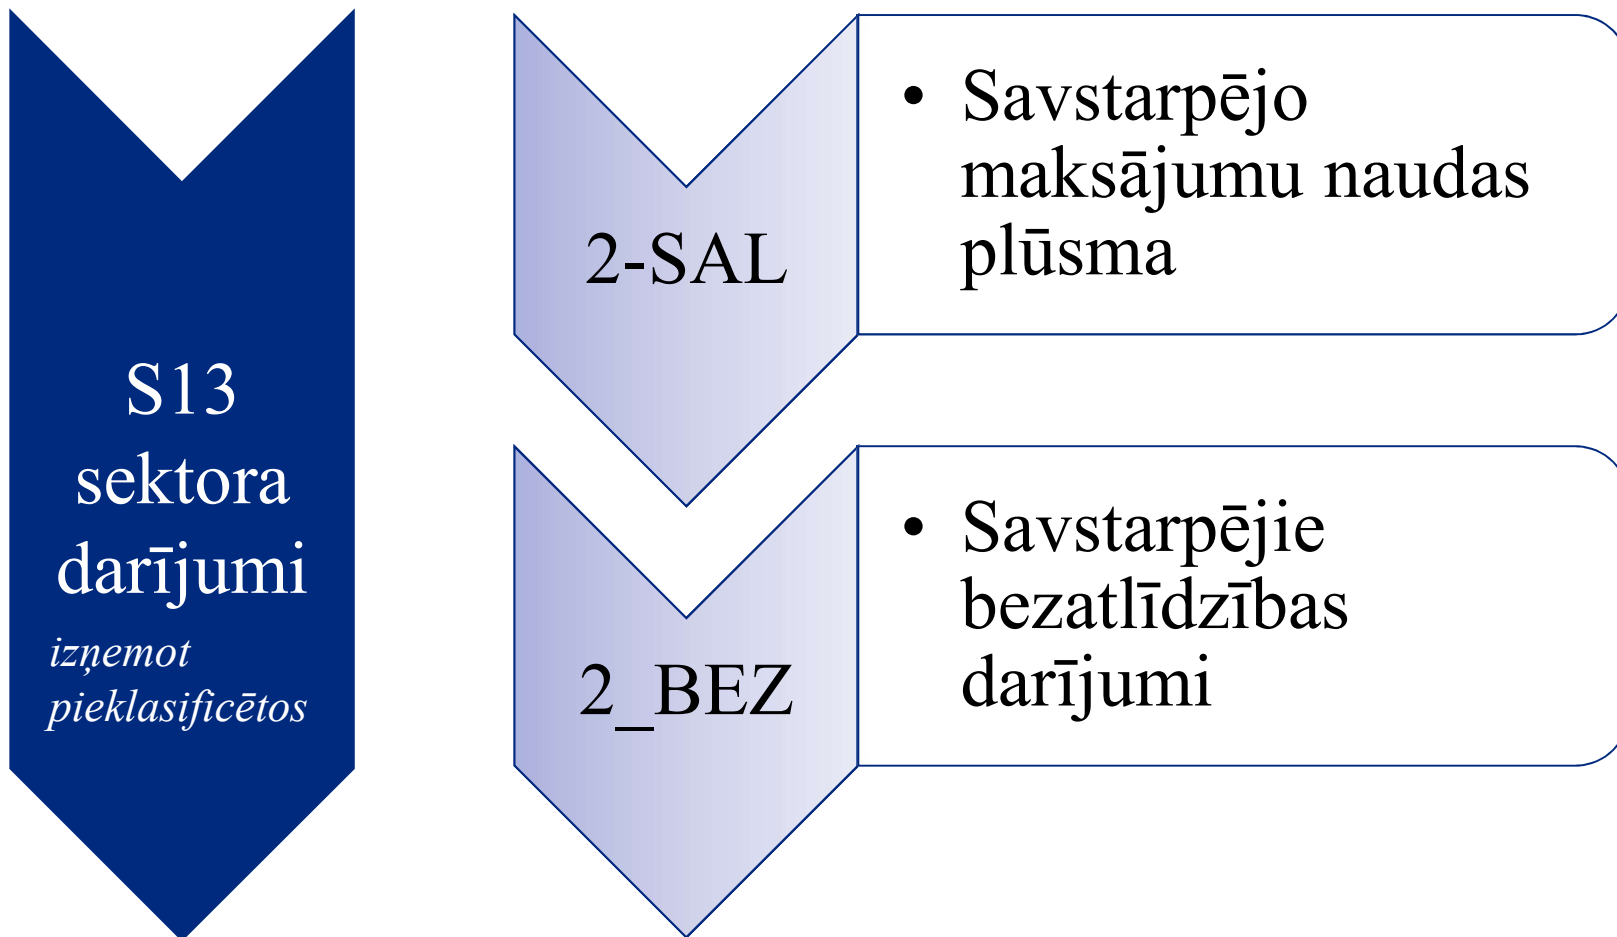 S13
sektora
darījumi
izņemot
pieklasificētos
2-SAL
• Savstarpējo
maksājumu naudas
plūsma
2_BEZ
• Savstarpējie
bezatlīdzības
darījumi